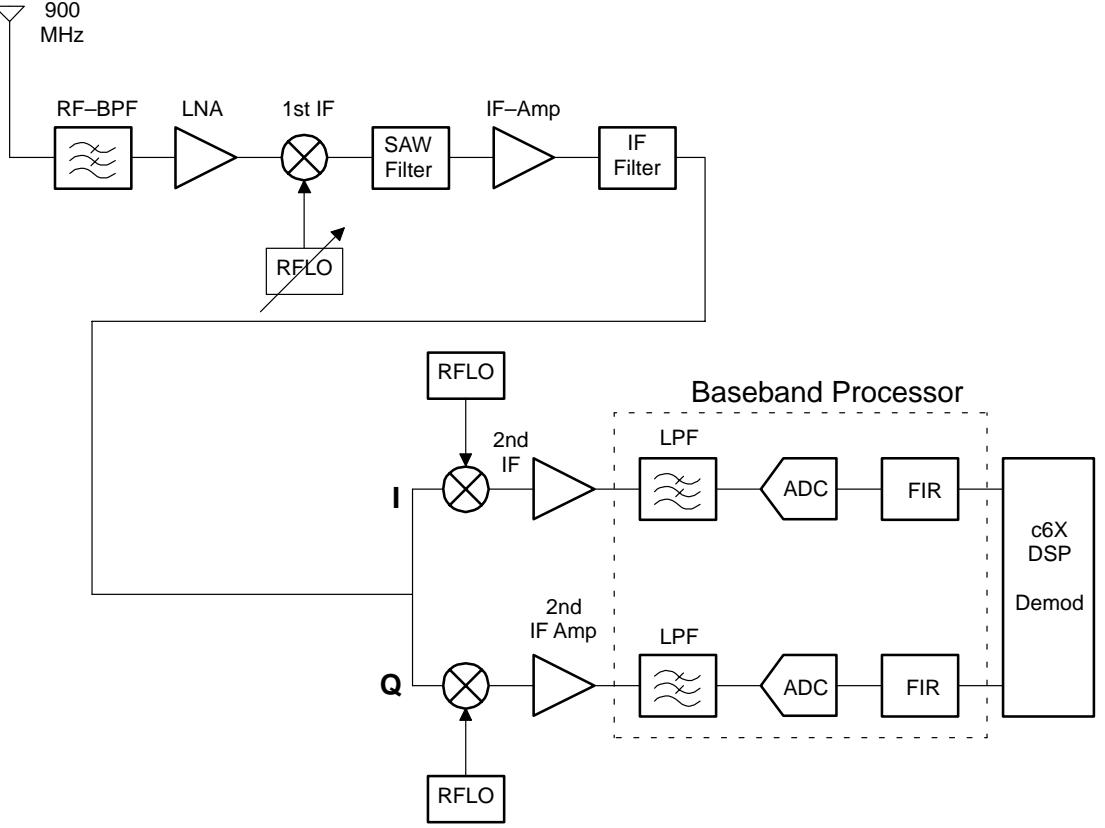 900
MHz
RF–BPF
LNA
1st IF
IF–Amp
SAW
Filter
IF
Filter
RFLO
RFLO
Baseband Processor
2nd
IF
LPF
I
ADC
FIR
c6X
DSP
Demod
2nd
IF Amp
LPF
Q
ADC
FIR
RFLO